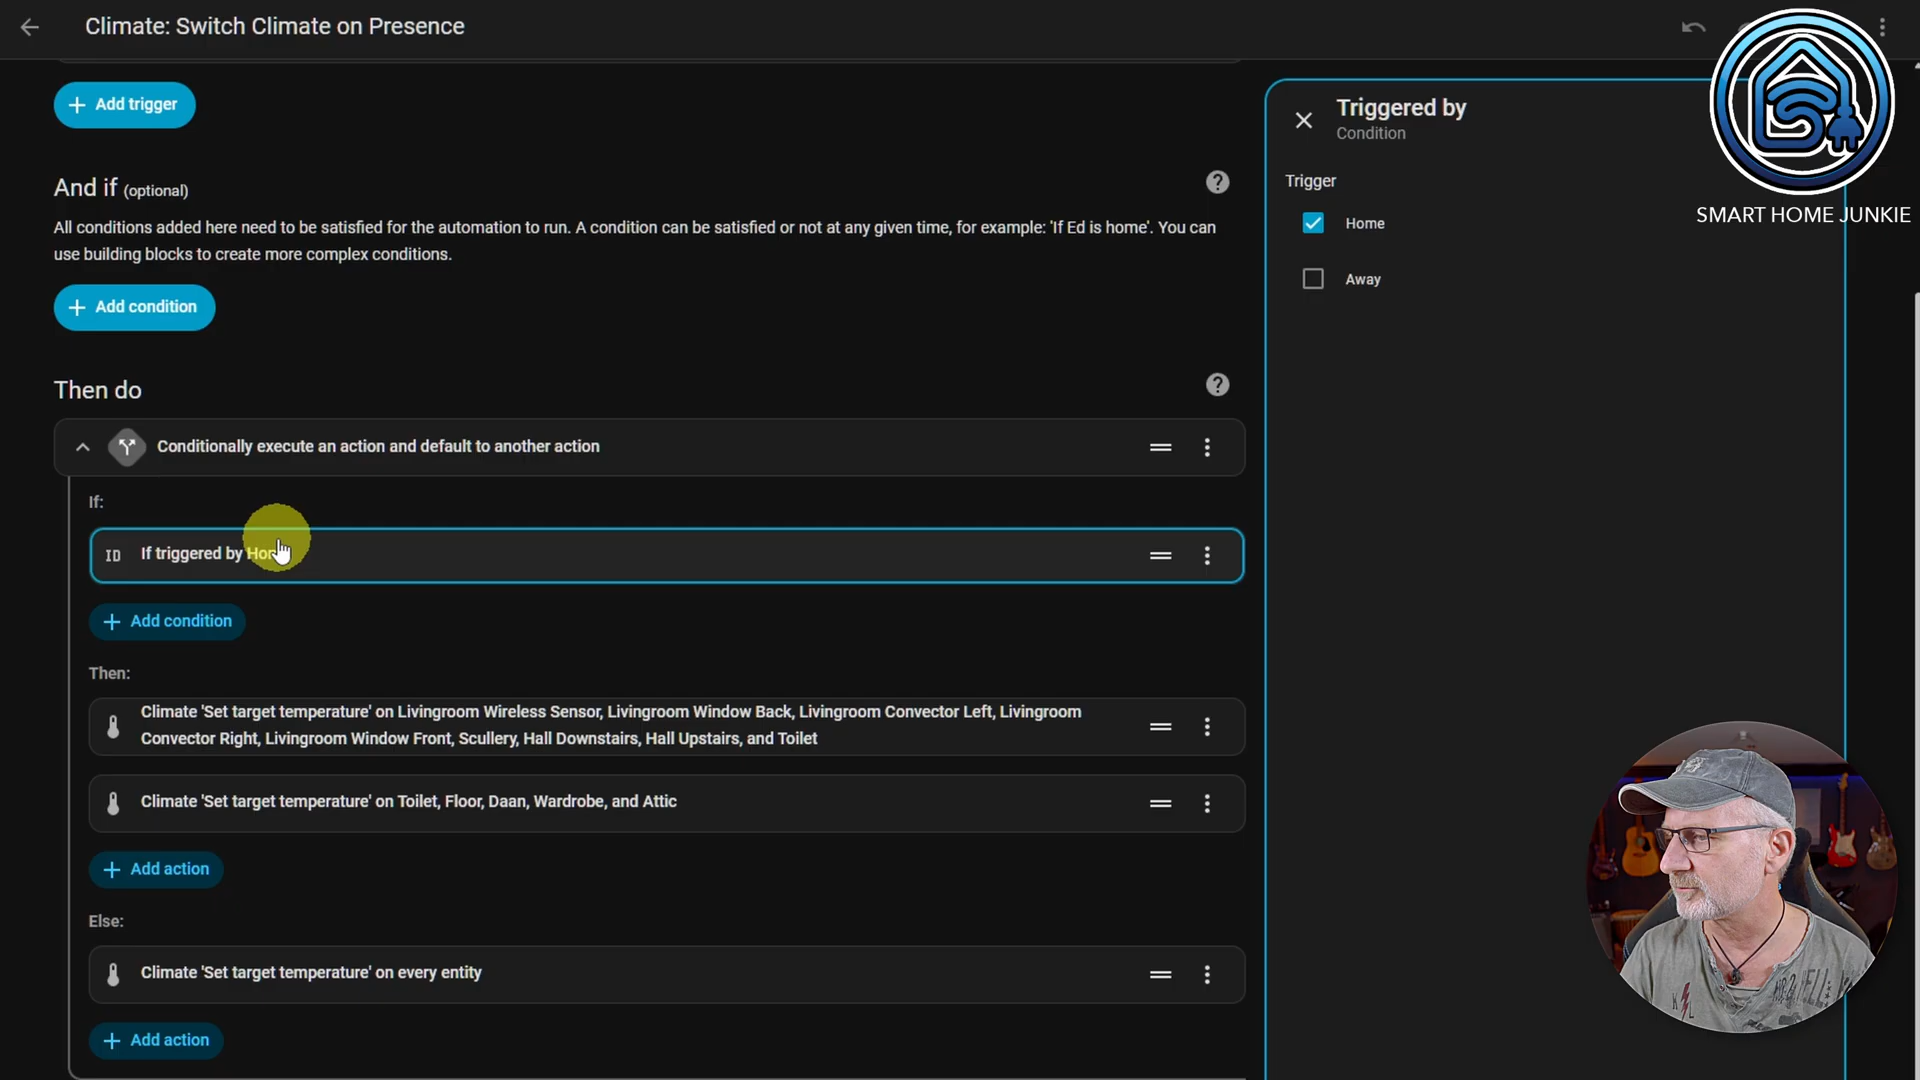 Climate: Switch Climate on Presence
Add trigger
And if (optional)
All conditions added here need to be satisfied for the automation to run. A condition can be satisfied or not at any given time, for example: 'If Ed is home'. You can
use building blocks to create more complex conditions.
Add condition
Then do
Conditionally execute an action and default to another action
If:
ID If triggered by
Add condition
Then:
Climate 'Set target temperature' on Livingroom Wireless Sensor, Livingroom Window Back, Livingroom Convector Left, Livingroom
Convector Right, Livingroom Window Front, Scullery, Hall Downstairs, Hall Upstairs, and Toilet
Climate 'Set target temperature' on Toilet, Floor, Daan, Wardrobe, and Attic
Add action
Else:
Climate 'Set target temperature' on every entity
Add action
Triggered by
Condition
Trigger
Home
Away
SMART HOME JUNKIE